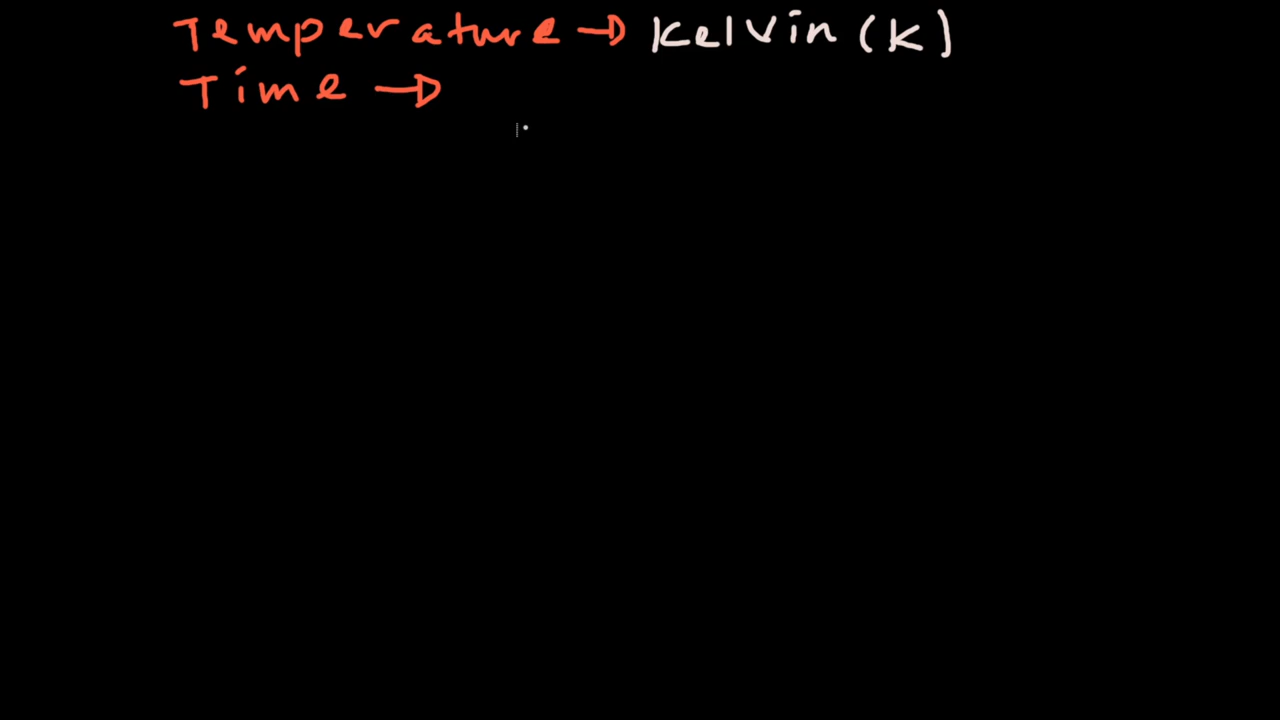 Temperature → Kelvin (K)
Time →